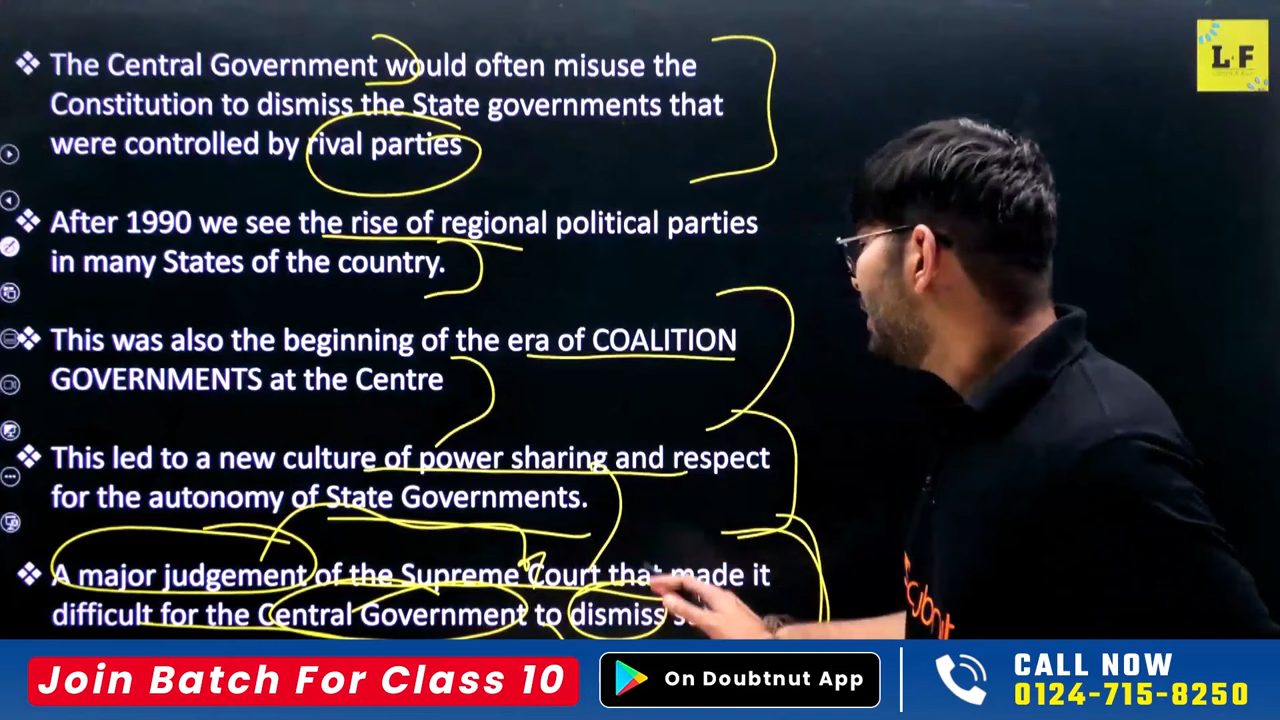 The Central Government would often misuse the
Constitution to dismiss the State governments that
were controlled by rival parties
After 1990 we see the rise of regional political parties
in many States of the country.
This was also the beginning of the era of COALITION
GOVERNMENTS at the Centre
This led to a new culture of power sharing and respect
for the autonomy of State Governments.
A major judgement of the Supreme Court that made it
difficult for the Central Government to dismiss
L F
Join Batch For Class 10
On Doubtnut App
CALL NOW
0124-715-8250